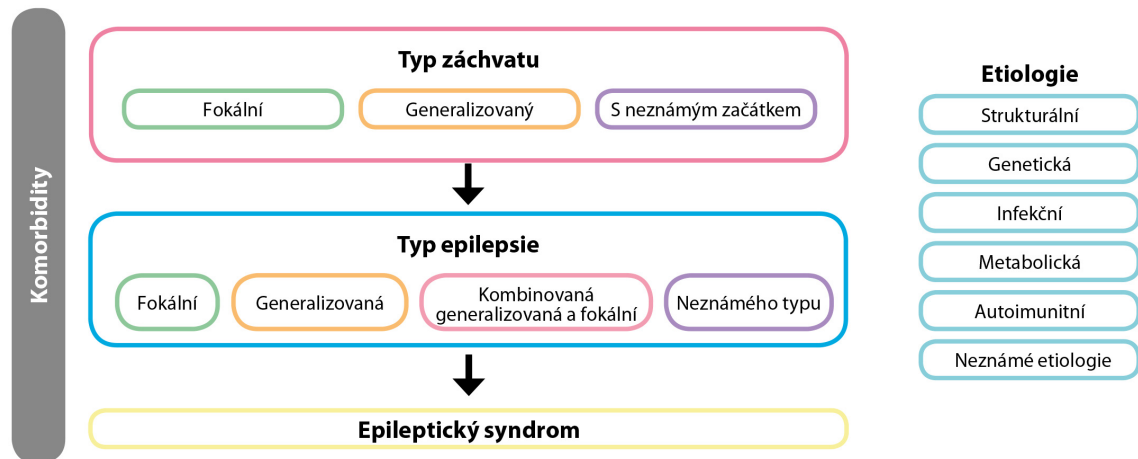 Komorbidity
Typ záchvatu
Fokální
Generalizovaný
S neznámým začátkem
Typ epilepsie
Fokální
Generalizovaná
Kombinovaná
generalizovaná a fokální
Neznámého typu
Epileptický syndrom
Etiologie
Strukturální
Genetická
Infekční
Metabolická
Autoimunitní
Neznámé etiologie